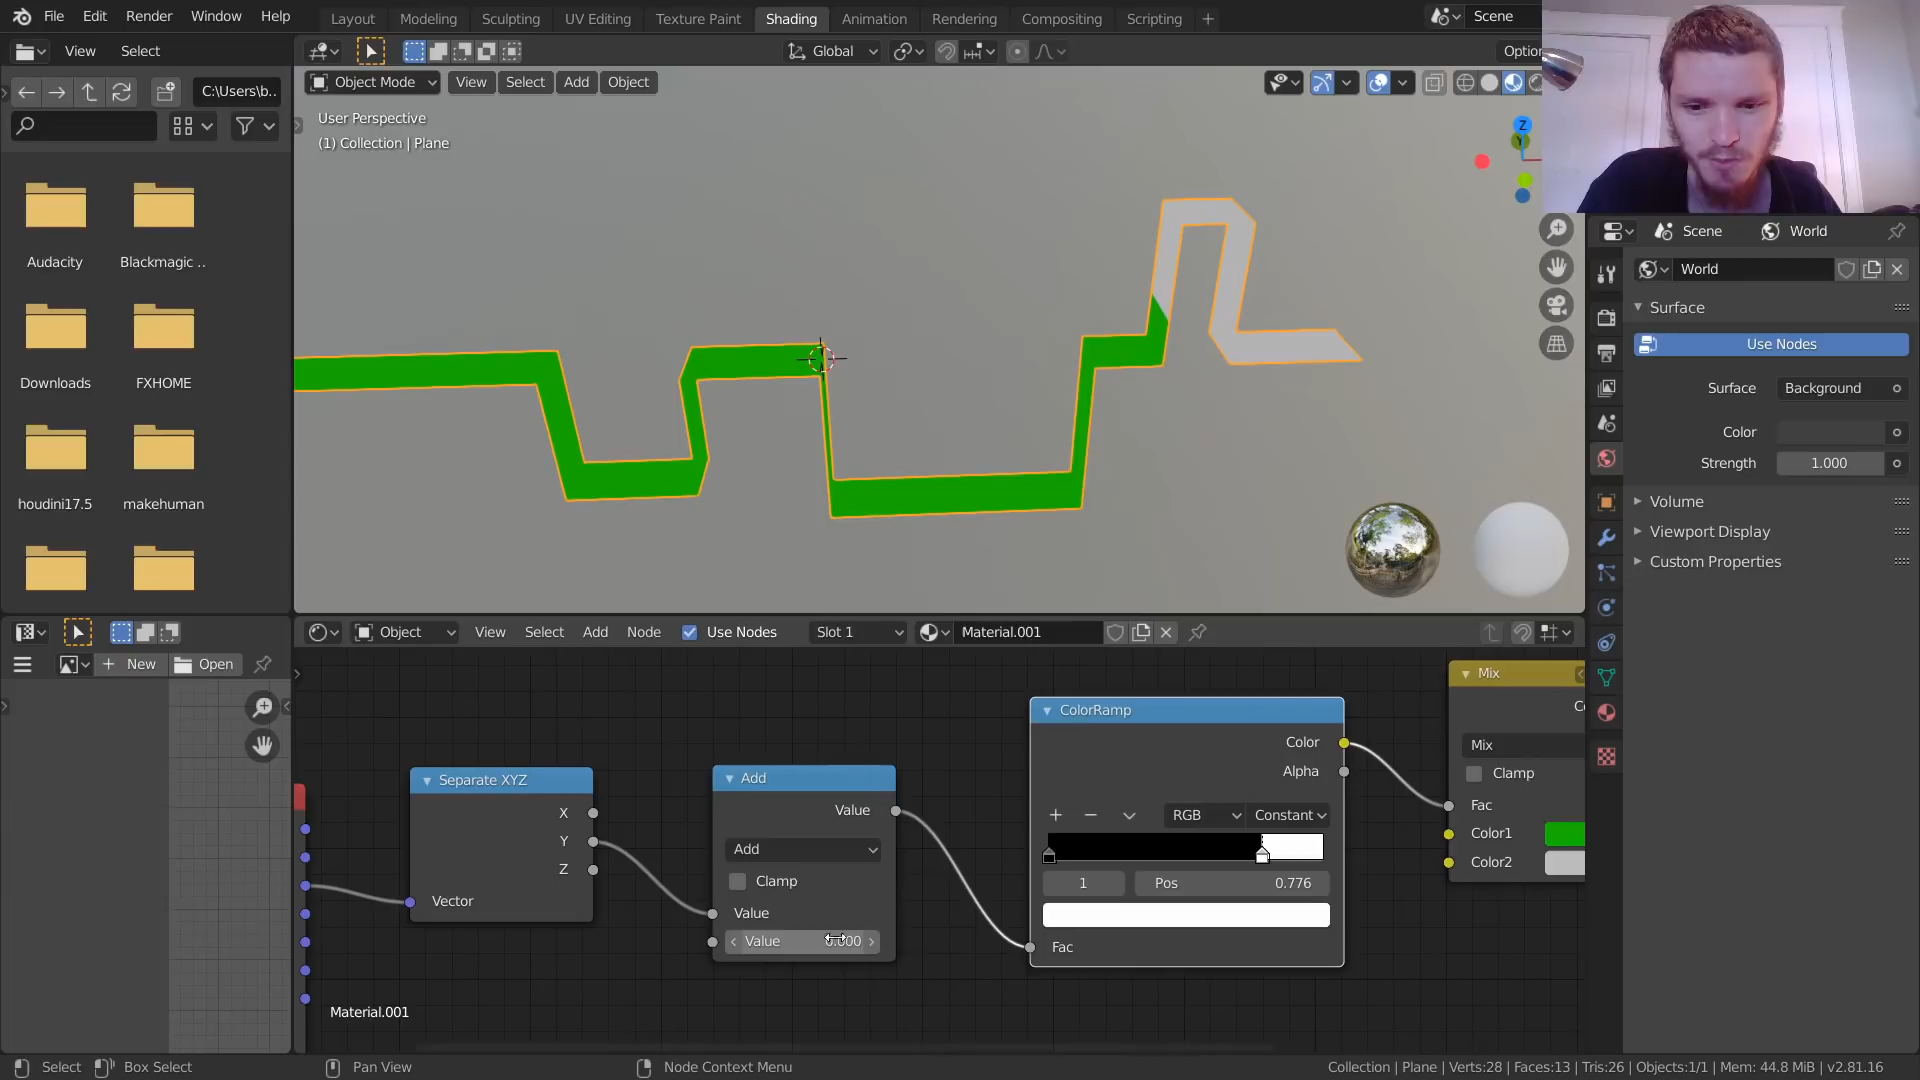 File Edit Render Window Help
Layout Modeling Sculpting UV Editing Texture Paint Shading Animation Rendering Compositing Scripting +
Scene
View Select
Global
Optio
C:\Users\b..
Object Mode View Select Add Object
User Perspective
(1) Collection | Plane
Z
Y
Audacity Blackmagic ..
Downloads FXHOME
houdini17.5 makehuman
Scene World
World
Surface
Use Nodes
Surface Background
Color
Strength 1.000
Volume
Viewport Display
Custom Properties
Object View Select Add Node Use Nodes Slot 1 Material.001
New Open
Separate XYZ
X
Y
Z
Vector
Add
Value
Add
Clamp
Value
Value 0.000
ColorRamp
Color
Alpha
RGB Constant
1 Pos 0.776
Fac
Mix
Co
Mix
Clamp
Fac
Color1
Color2
Material.001
Select Box Select Pan View Node Context Menu
Collection | Plane | Verts:28 | Faces:13 | Tris:26 | Objects:1/1 | Mem: 44.8 MiB | v2.81.16